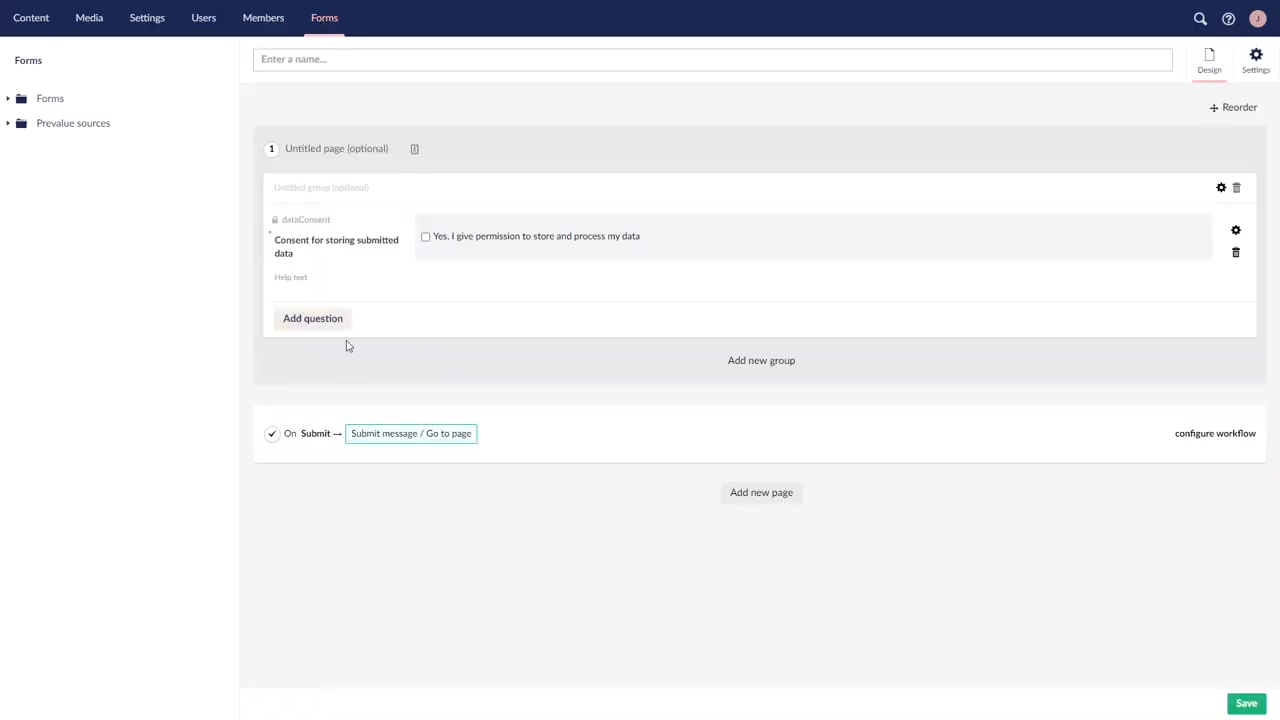 Content Media Settings Users Members Forms J
Forms
Enter a name...
Design Settings
Forms
Prevalue sources
Reorder
1 Untitled page (optional)
Untitled group (optional)
dataConsent
* Consent for storing submitted data
Yes, I give permission to store and process my data
Help text
Add question
Add new group
On Submit → Submit message / Go to page configure workflow
Add new page
Save